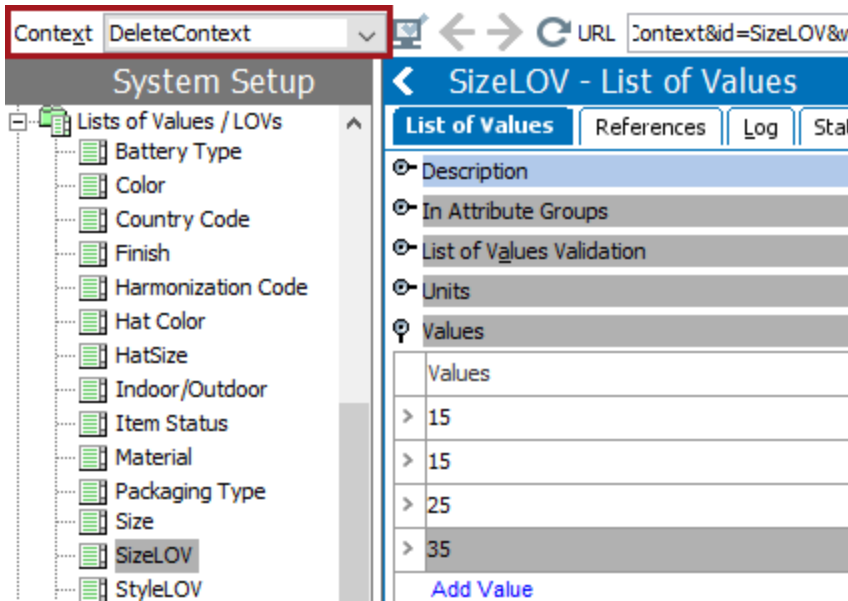 Context DeleteContext URL Context&id=SizeLOV&
System Setup
Lists of Values / LOVs
Battery Type
Color
Country Code
Finish
Harmonization Code
Hat Color
HatSize
Indoor/Outdoor
Item Status
Material
Packaging Type
Size
SizeLOV
StyleLOV
SizeLOV - List of Values
List of Values References Log
Description
In Attribute Groups
List of Values Validation
Units
Values
Values
15
15
25
35
Add Value